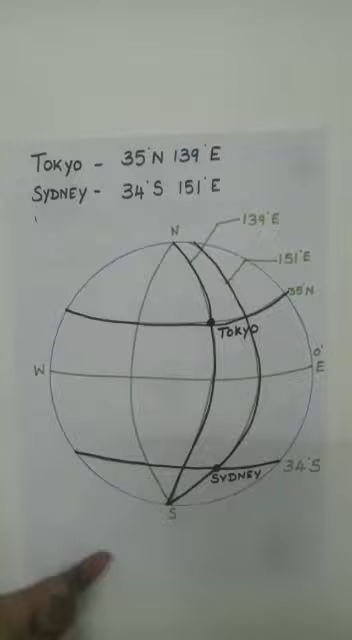 TOKYO - 35°N 139°E
SYDNEY - 34°S 151°E
N
139°E
151°E
35°N
TOKYO
0°
W
E
34°S
SYDNEY
S